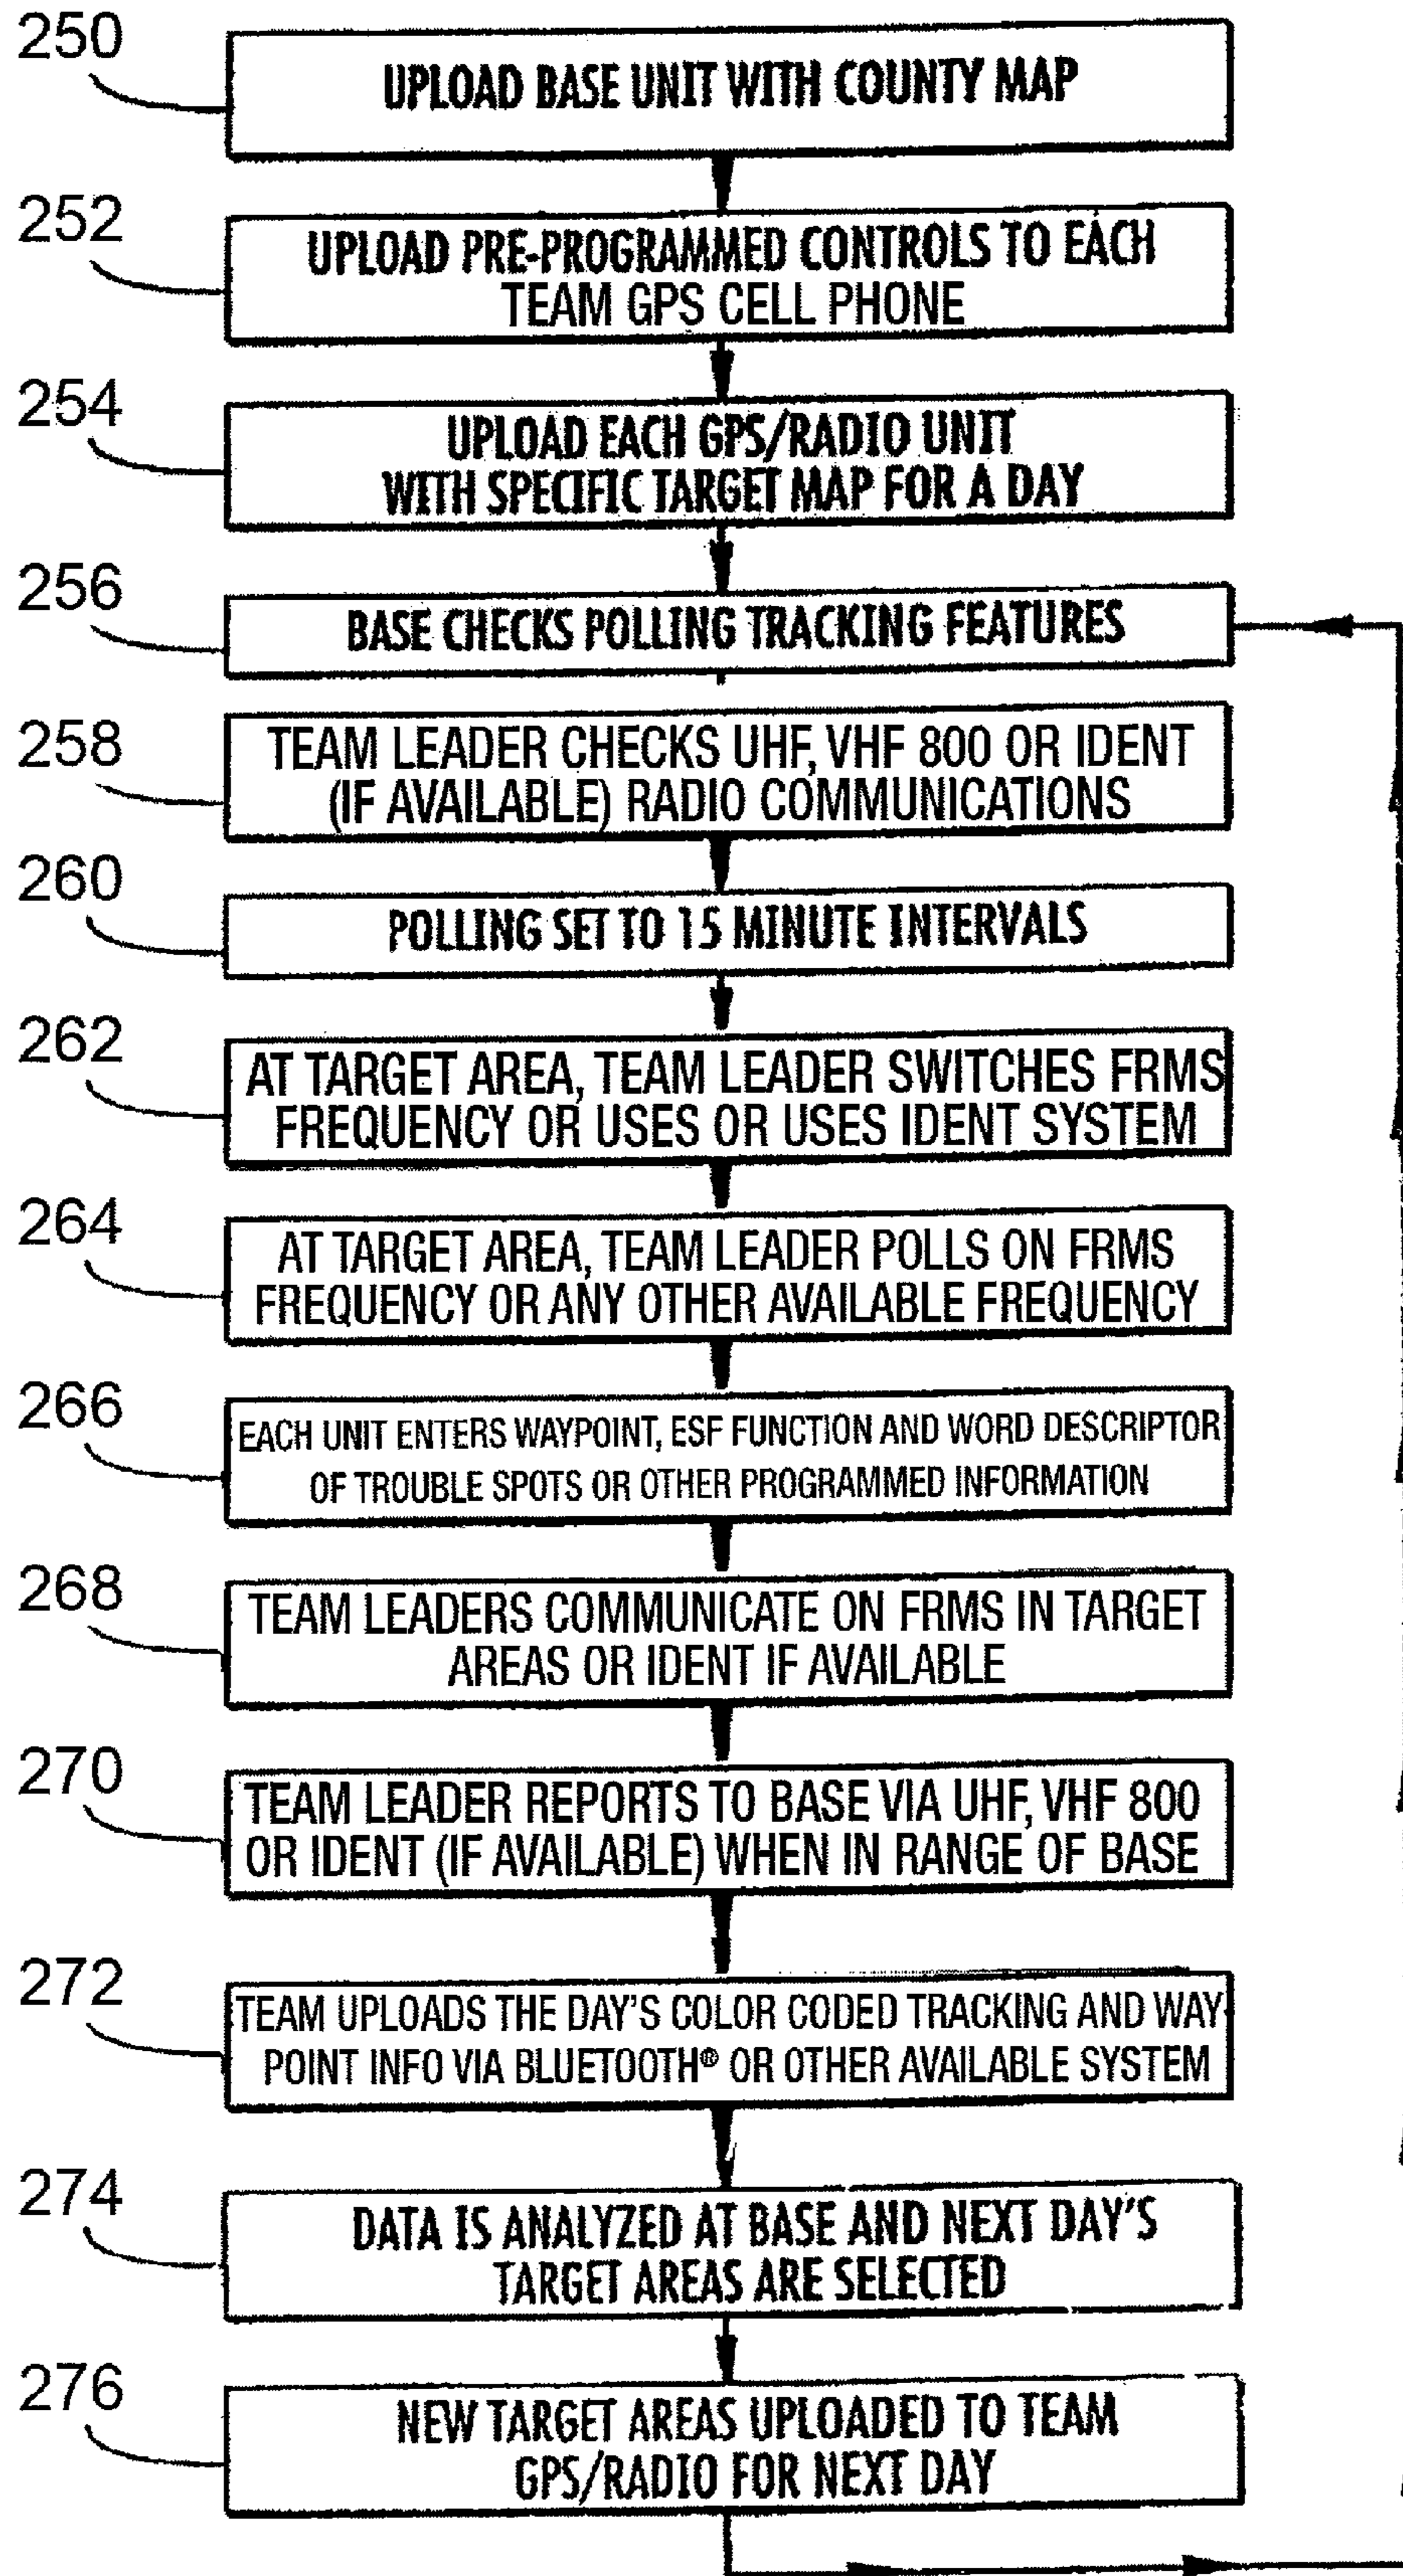 250
UPLOAD BASE UNIT WITH COUNTY MAP
252
UPLOAD PRE-PROGRAMMED CONTROLS TO EACH
TEAM GPS CELL PHONE
254
UPLOAD EACH GPS/RADIO UNIT
WITH SPECIFIC TARGET MAP FOR A DAY
256
BASE CHECKS POLLING TRACKING FEATURES
258
TEAM LEADER CHECKS UHF, VHF 800 OR IDENT
(IF AVAILABLE) RADIO COMMUNICATIONS
260
POLLING SET TO 15 MINUTE INTERVALS
262
AT TARGET AREA, TEAM LEADER SWITCHES FRMS
FREQUENCY OR USES OR USES IDENT SYSTEM
264
AT TARGET AREA, TEAM LEADER POLLS ON FRMS
FREQUENCY OR ANY OTHER AVAILABLE FREQUENCY
266
EACH UNIT ENTERS WAYPOINT, ESF FUNCTION AND WORD DESCRIPTOR
OF TROUBLE SPOTS OR OTHER PROGRAMMED INFORMATION
268
TEAM LEADERS COMMUNICATE ON FRMS IN TARGET
AREAS OR IDENT IF AVAILABLE
270
TEAM LEADER REPORTS TO BASE VIA UHF, VHF 800
OR IDENT (IF AVAILABLE) WHEN IN RANGE OF BASE
272
TEAM UPLOADS THE DAY'S COLOR CODED TRACKING AND WAY
POINT INFO VIA BLUETOOTH® OR OTHER AVAILABLE SYSTEM
274
DATA IS ANALYZED AT BASE AND NEXT DAY'S
TARGET AREAS ARE SELECTED
276
NEW TARGET AREAS UPLOADED TO TEAM
GPS/RADIO FOR NEXT DAY